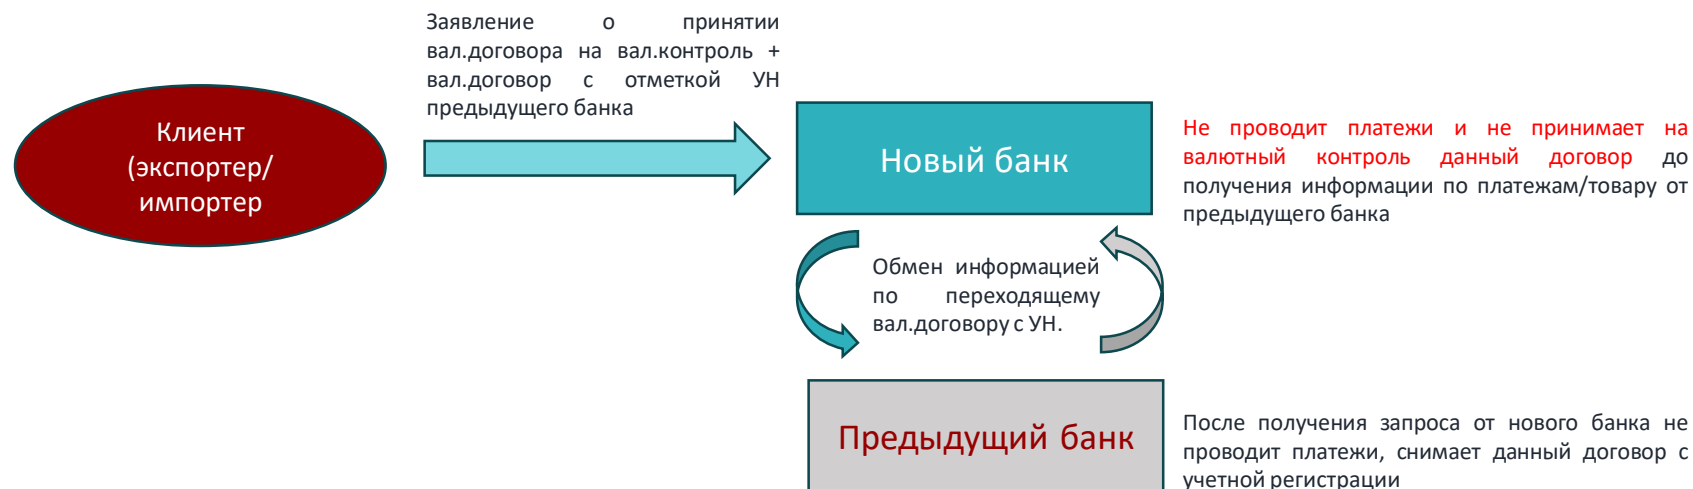 Заявление о принятии
вал.договора на вал.контроль +
вал.договор с отметкой УН
предыдущего банка
Клиент
(экспортер/
импортер
Новый банк
Не проводит платежи и не принимает на
валютный контроль данный договор до
получения информации по платежам/товару от
предыдущего банка
Обмен информацией
по переходящему
вал.договору с УН.
Предыдущий банк
После получения запроса от нового банка не
проводит платежи, снимает данный договор с
учетной регистрации